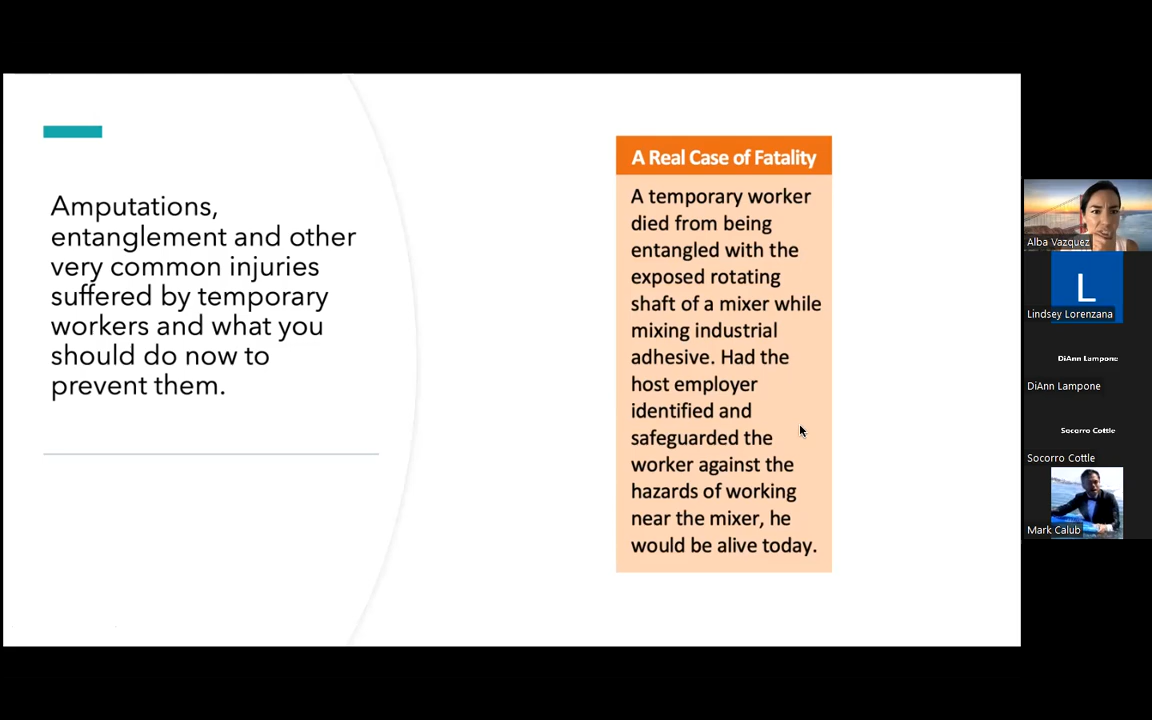 Amputations,
entanglement and other
very common injuries
suffered by temporary
workers and what you
should do now to
prevent them.
A Real Case of Fatality
A temporary worker
died from being
entangled with the
exposed rotating
shaft of a mixer while
mixing industrial
adhesive. Had the
host employer
identified and
safeguarded the
worker against the
hazards of working
near the mixer, he
would be alive today.
Alba Vazquez
L
Lindsey Lorenzana
DiAnn Lampone
DiAnn Lampone
Socorro Cottle
Socorro Cottle
Mark Calub